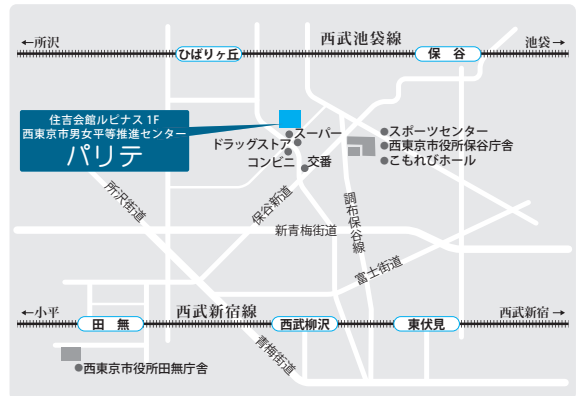 ←所沢
西武池袋線
池袋→
ひばりヶ丘
保 谷
住吉会館ルピナス 1F
西東京市男女平等推進センター
パリテ
スーパー
ドラッグストア
コンビニ
交番
●スポーツセンター
●西東京市役所保谷庁舎
●こもれびホール
所沢街道
保谷新道
調布保谷線
新青梅街道
富士街道
←小平
西武新宿線
西武新宿→
田 無
西武柳沢
東伏見
青梅街道
●西東京市役所田無庁舎